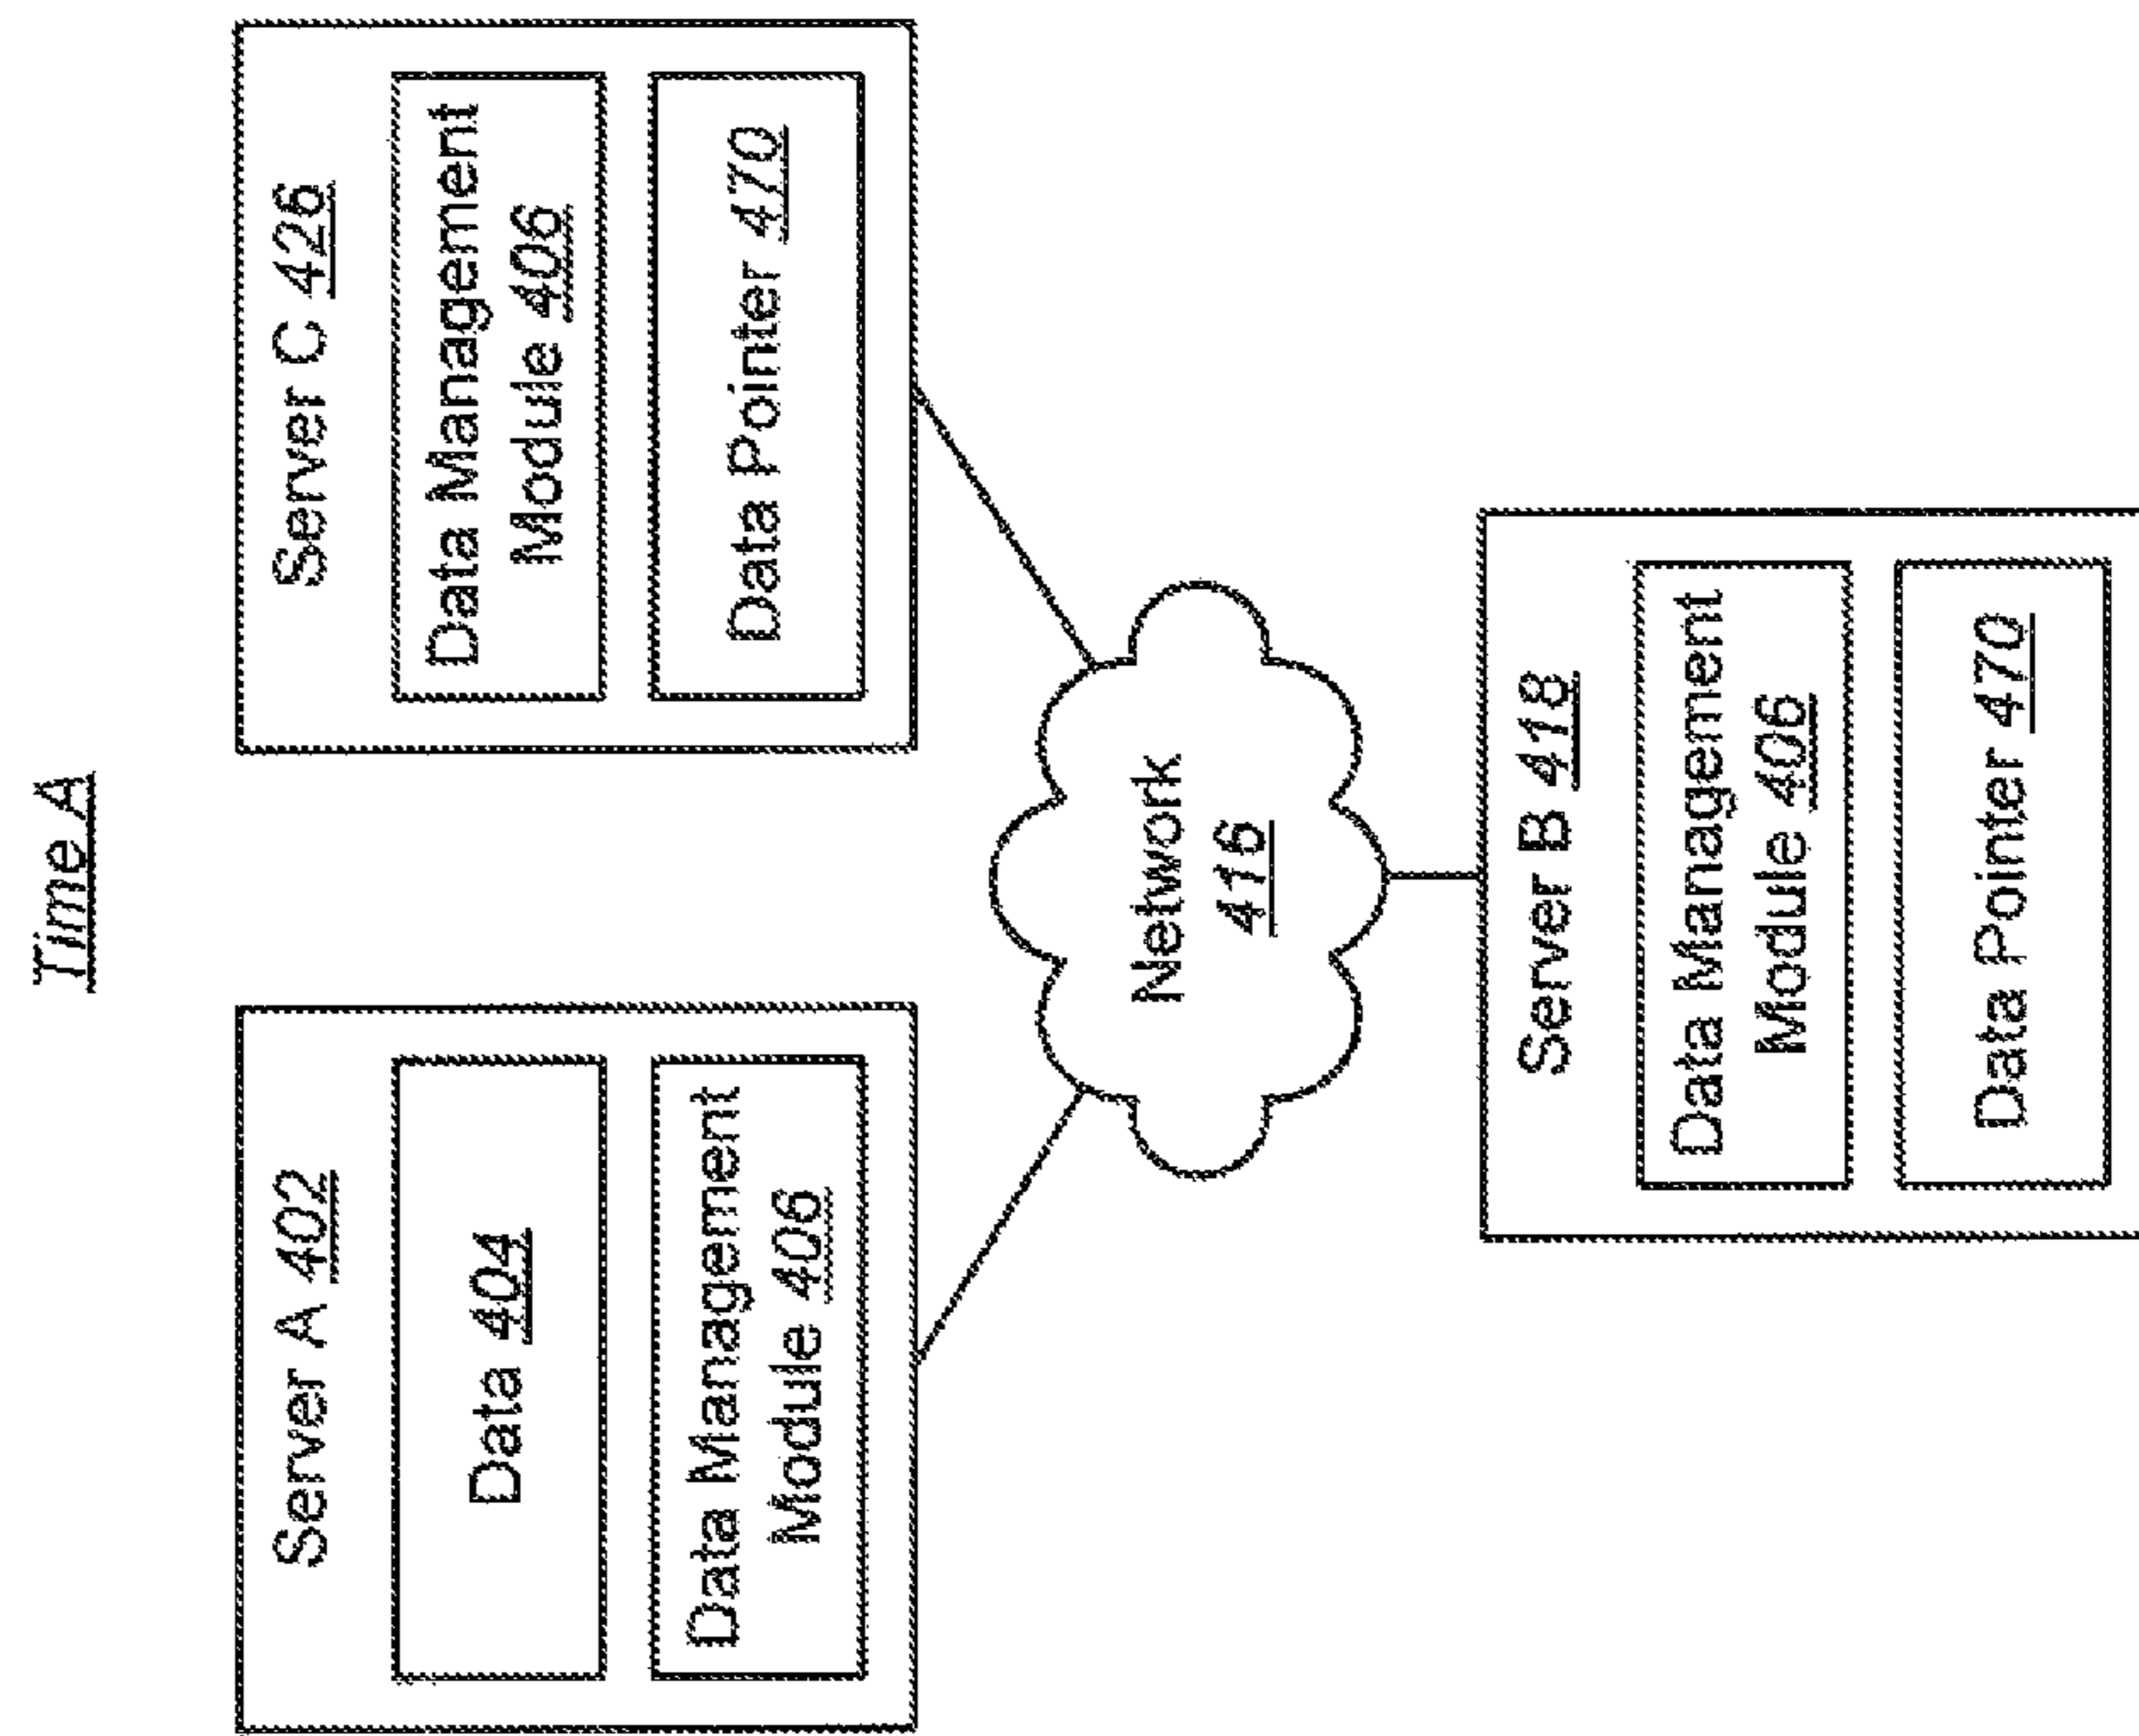 Time A
Server A 402
Data 404
Data Management
Module 406
Server C 426
Data Management
Module 406
Data Pointer 470
Network
416
Server B 418
Data Management
Module 406
Data Pointer 470